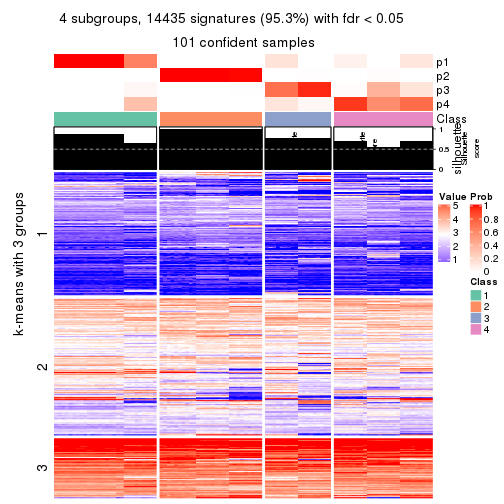 4 subgroups, 14435 signatures (95.3%) with fdr < 0.05
101 confident samples
p1
p2
p3
p4
Class
1
0.5
0
silhouette
Silhouette
score
k-means with 3 groups
1
2
3
Value
5
4
3
2
1
Prob
1
0.8
0.6
0.4
0.2
0
Class
1
2
3
4